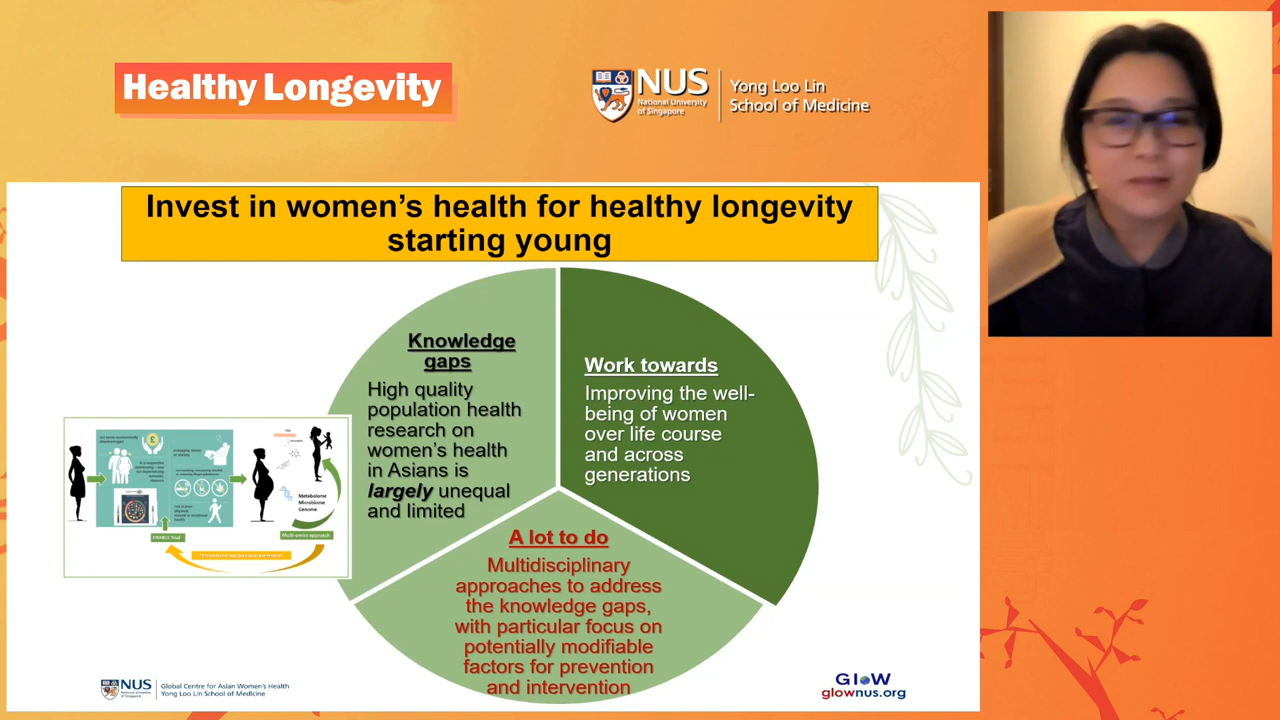 Healthy Longevity
NUS
National University
of Singapore
Yong Loo Lin
School of Medicine
Invest in women's health for healthy longevity
starting young
Knowledge
gaps
High quality
population health
research on
women's health
in Asians is
largely unequal
and limited
Work towards
Improving the well-
being of women
over life course
and across
generations
A lot to do
Multidisciplinary
approaches to address
the knowledge gaps,
with particular focus on
potentially modifiable
factors for prevention
and intervention
Metabolome
Microbiome
Genome
Multi-omics approach
NUS
National University
of Singapore
Global Centre for Asian Women's Health
Yong Loo Lin School of Medicine
GloW
glownus.org